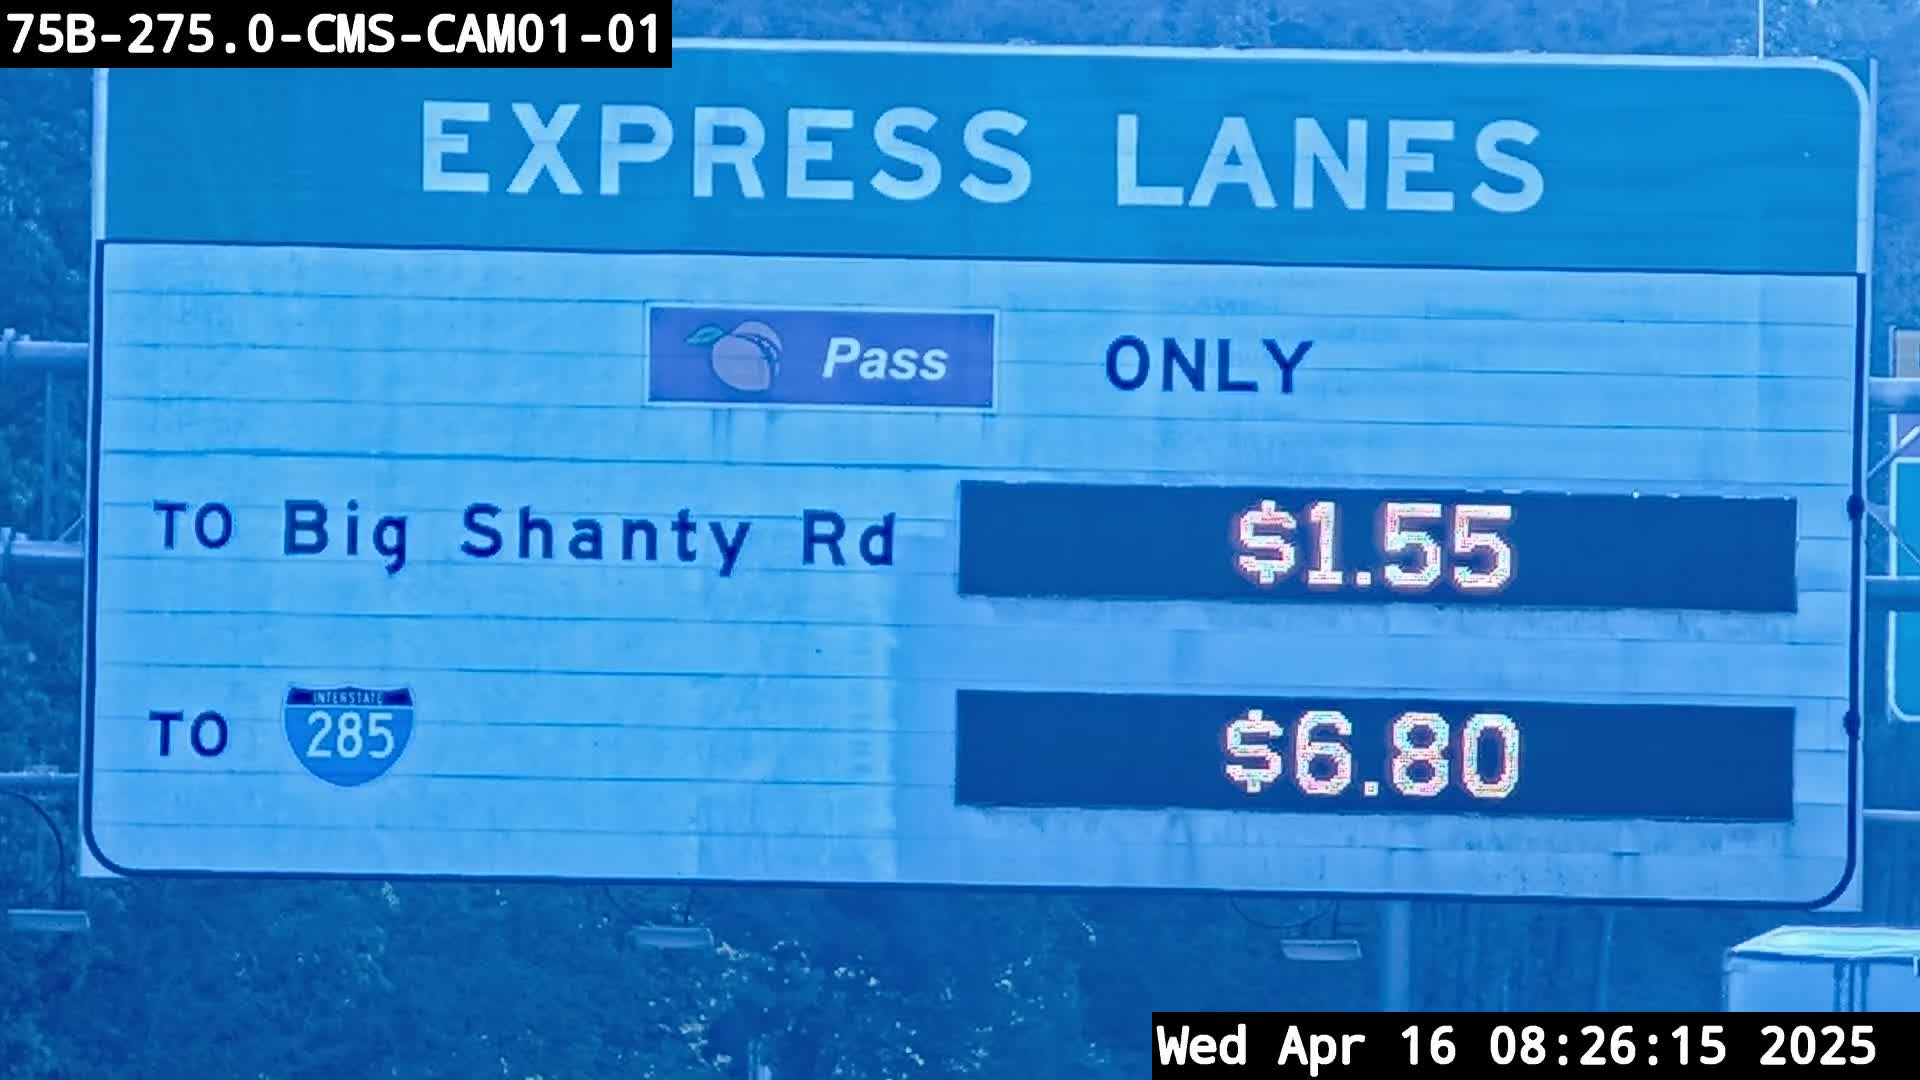 75B-275.0-CMS-CAM01-01
EXPRESS LANES
Pass ONLY
TO Big Shanty Rd $1.55
TO INTERSTATE 285 $6.80
Wed Apr 16 08:26:15 2025